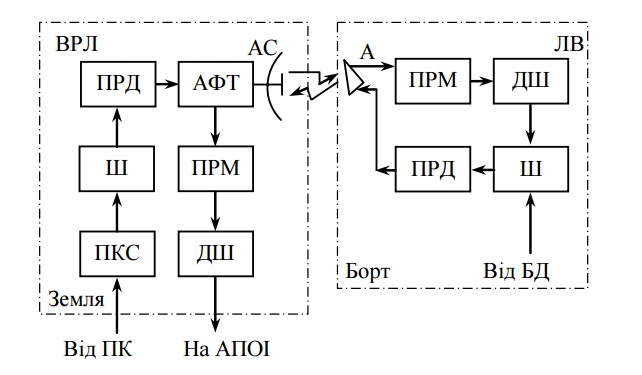 ВРЛ
АС
ПРД
АФТ
Ш
ПРМ
ПКС
ДШ
Земля
Від ПК
На АПОІ
ЛВ
А
ПРМ
ДШ
ПРД
Ш
Борт
Від БД